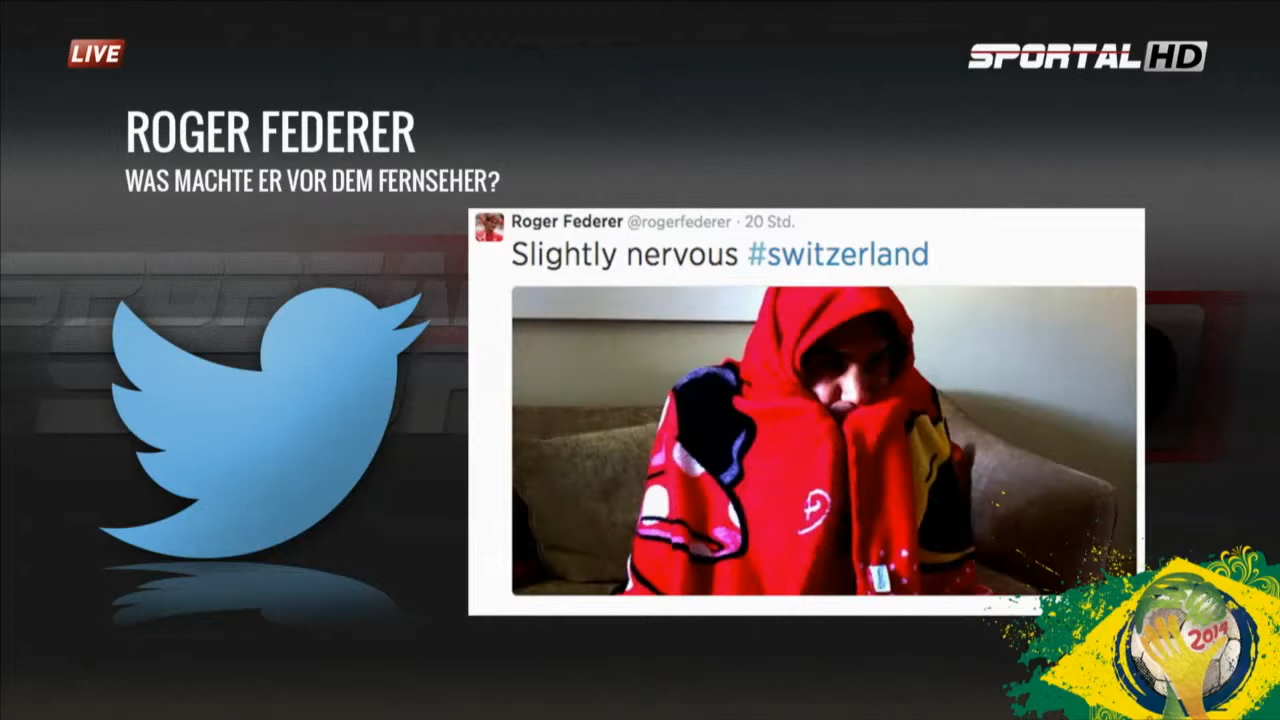 LIVE
SPORTAL HD
ROGER FEDERER
WAS MACHTE ER VOR DEM FERNSEHER?
Roger Federer @rogerfederer · 20 Std.
Slightly nervous #switzerland
2014